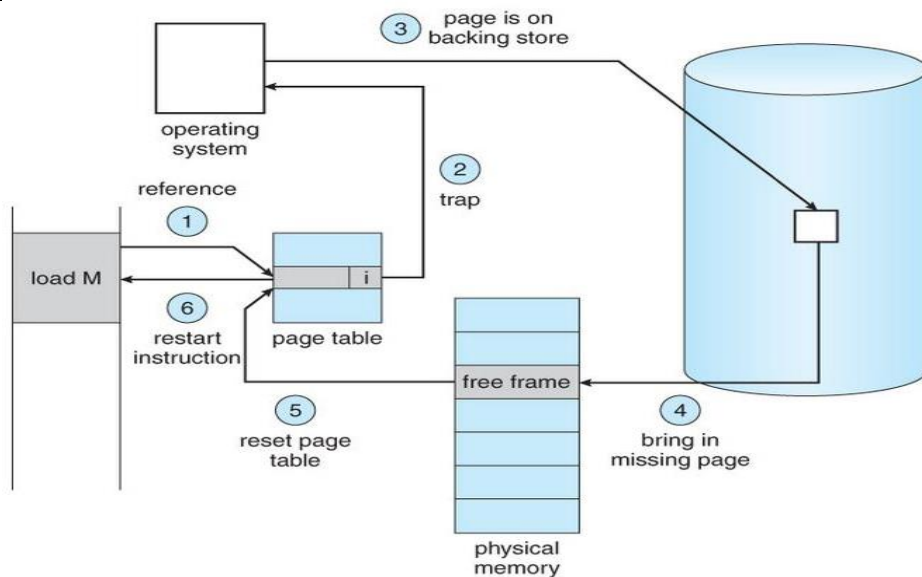 3
page is on
backing store
operating
system
2
trap
reference
1
load M
i
6
restart
instruction
page table
free frame
5
reset page
table
4
bring in
missing page
physical
memory